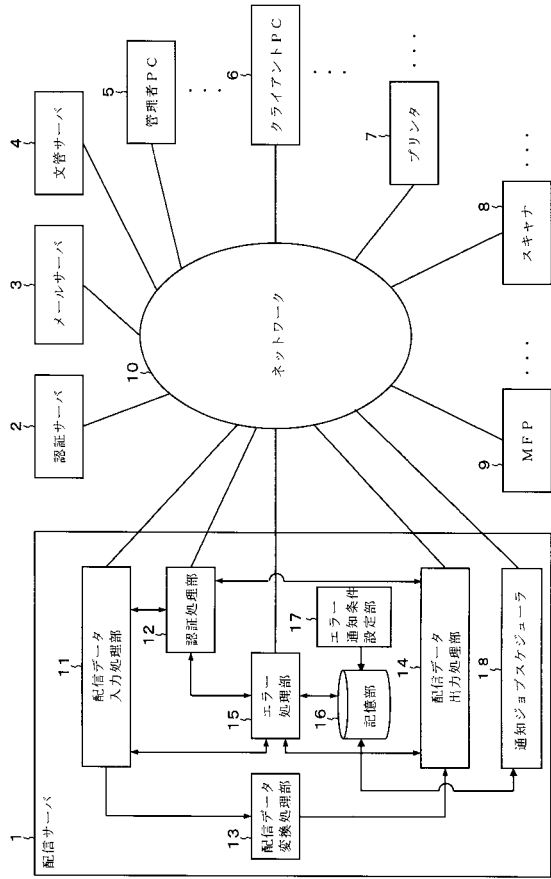 1
配信サーバ
11
配信データ
入力処理部
12
認証処理部
13
配信データ
変換処理部
15
エラー
処理部
16
記憶部
17
エラー
通知条件
設定部
14
配信データ
出力処理部
18
通知ジョブスケジューラ
10
ネットワーク
2
認証サーバ
3
メールサーバ
4
文管サーバ
5
管理者PC
...
6
クライアントPC
...
7
プリンタ
...
8
スキャナ
...
9
MFP
...